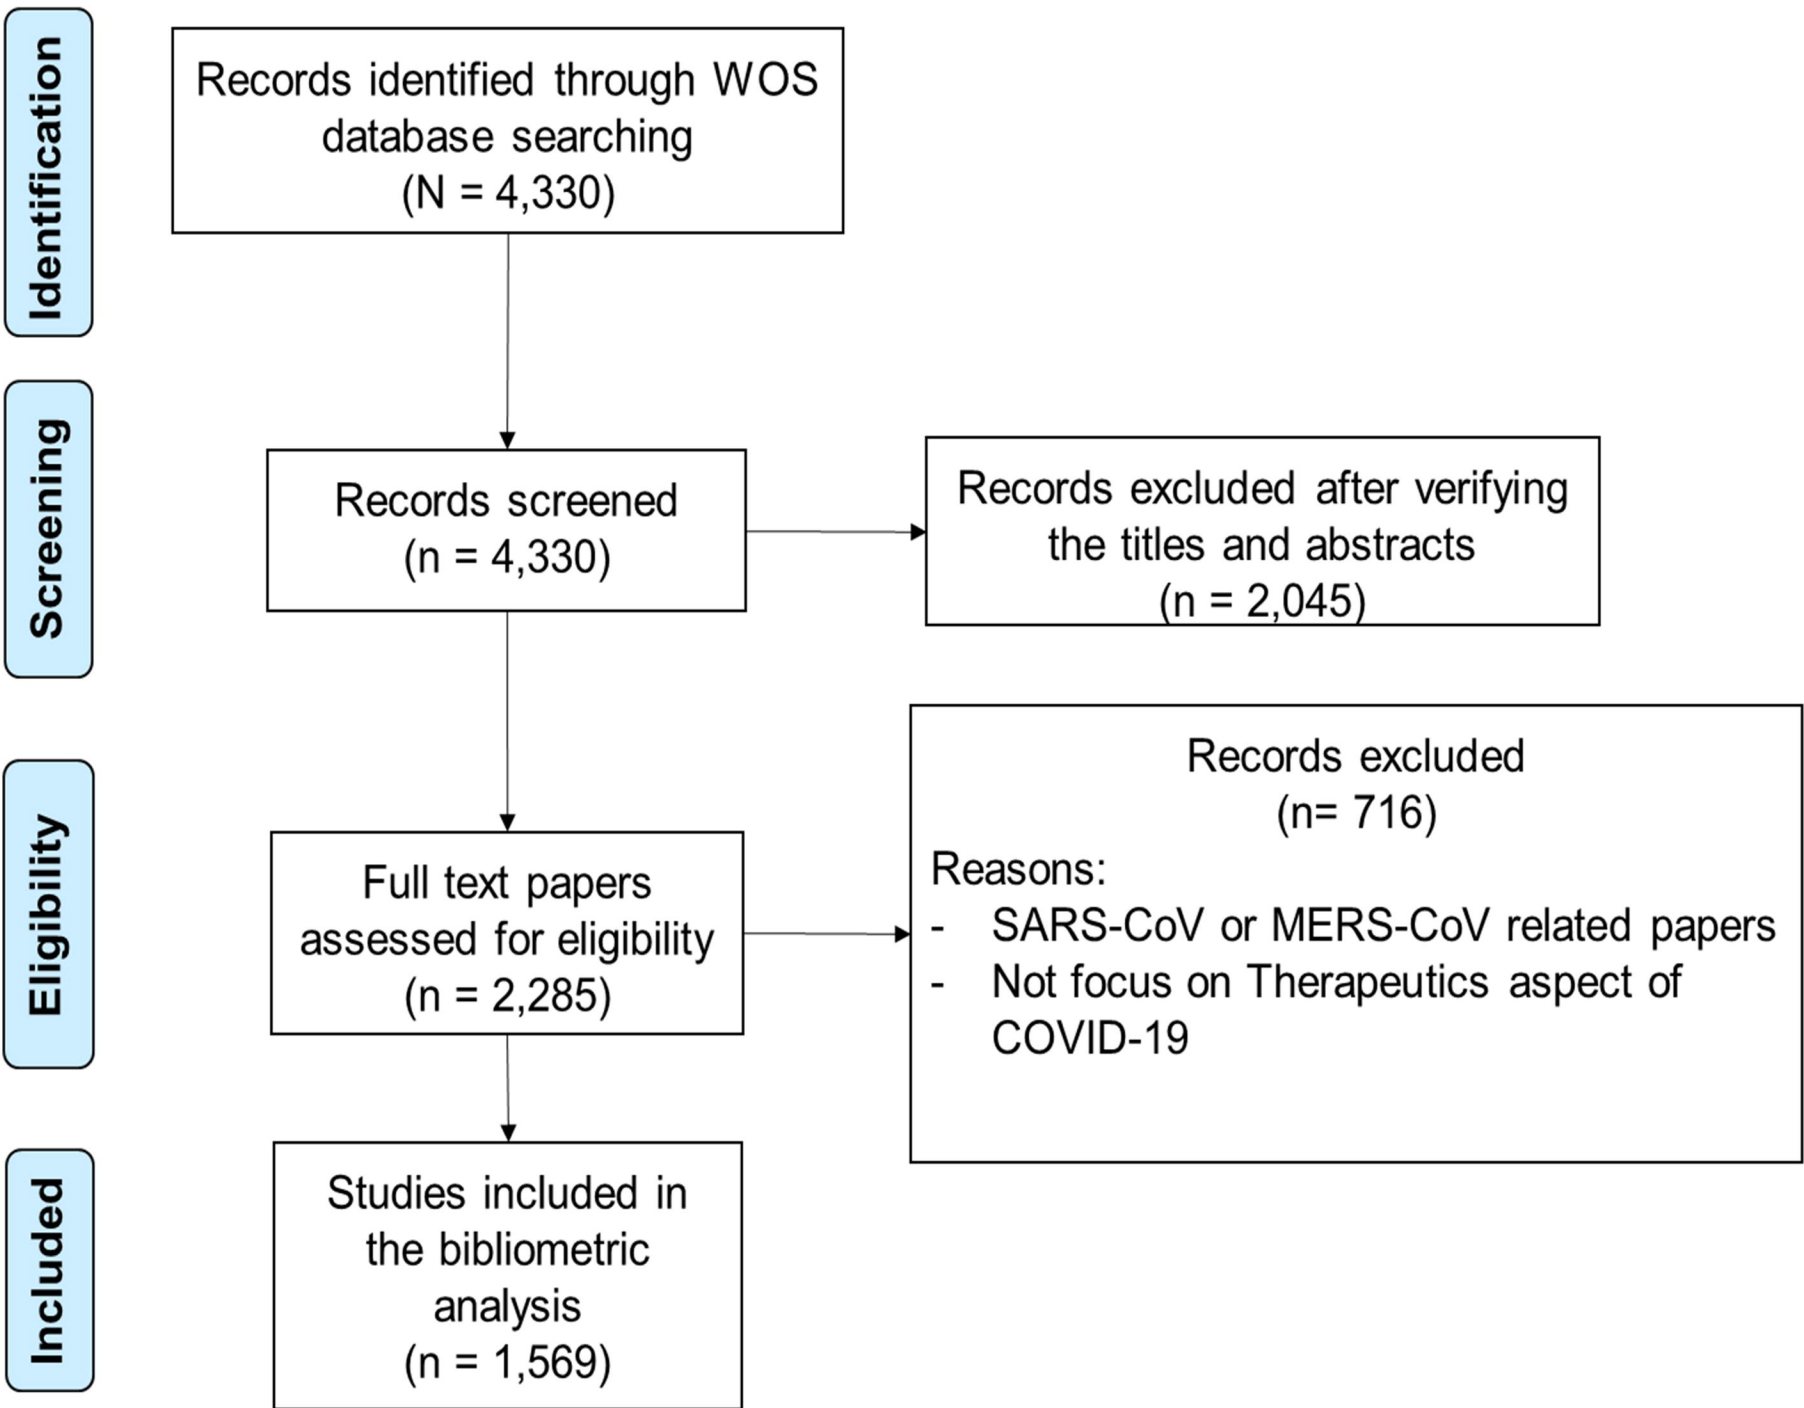 Identification
Records identified through WOS
database searching
(N = 4,330)
Screening
Records screened
(n = 4,330)
Records excluded after verifying
the titles and abstracts
(n = 2,045)
Eligibility
Full text papers
assessed for eligibility
(n = 2,285)
Records excluded
(n= 716)
Reasons:
- SARS-CoV or MERS-CoV related papers
- Not focus on Therapeutics aspect of
COVID-19
Included
Studies included in
the bibliometric
analysis
(n = 1,569)